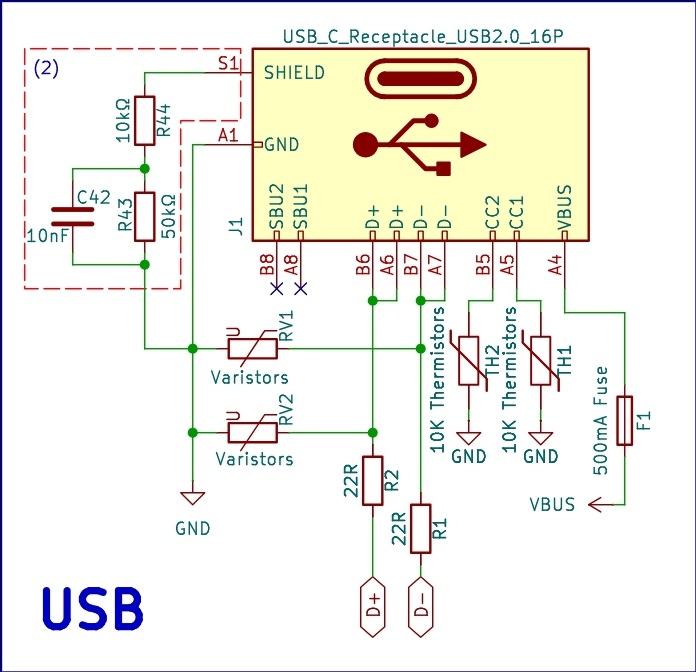 USB_C_Receptacle_USB2.0_16P
(2)
S1
SHIELD
10kΩ
R44
A1
GND
C42
10nF
R43
50kΩ
J1
SBU2
SBU1
D+
D+
D-
D-
CC2
CC1
VBUS
B8
A8
B6
A6
B7
A7
B5
A5
A4
U
RV1
Varistors
U
RV2
Varistors
10K Thermistors
TH2
GND
10K Thermistors
TH1
GND
500mA Fuse
F1
VBUS
GND
22R
R2
22R
R1
D+
D-
USB